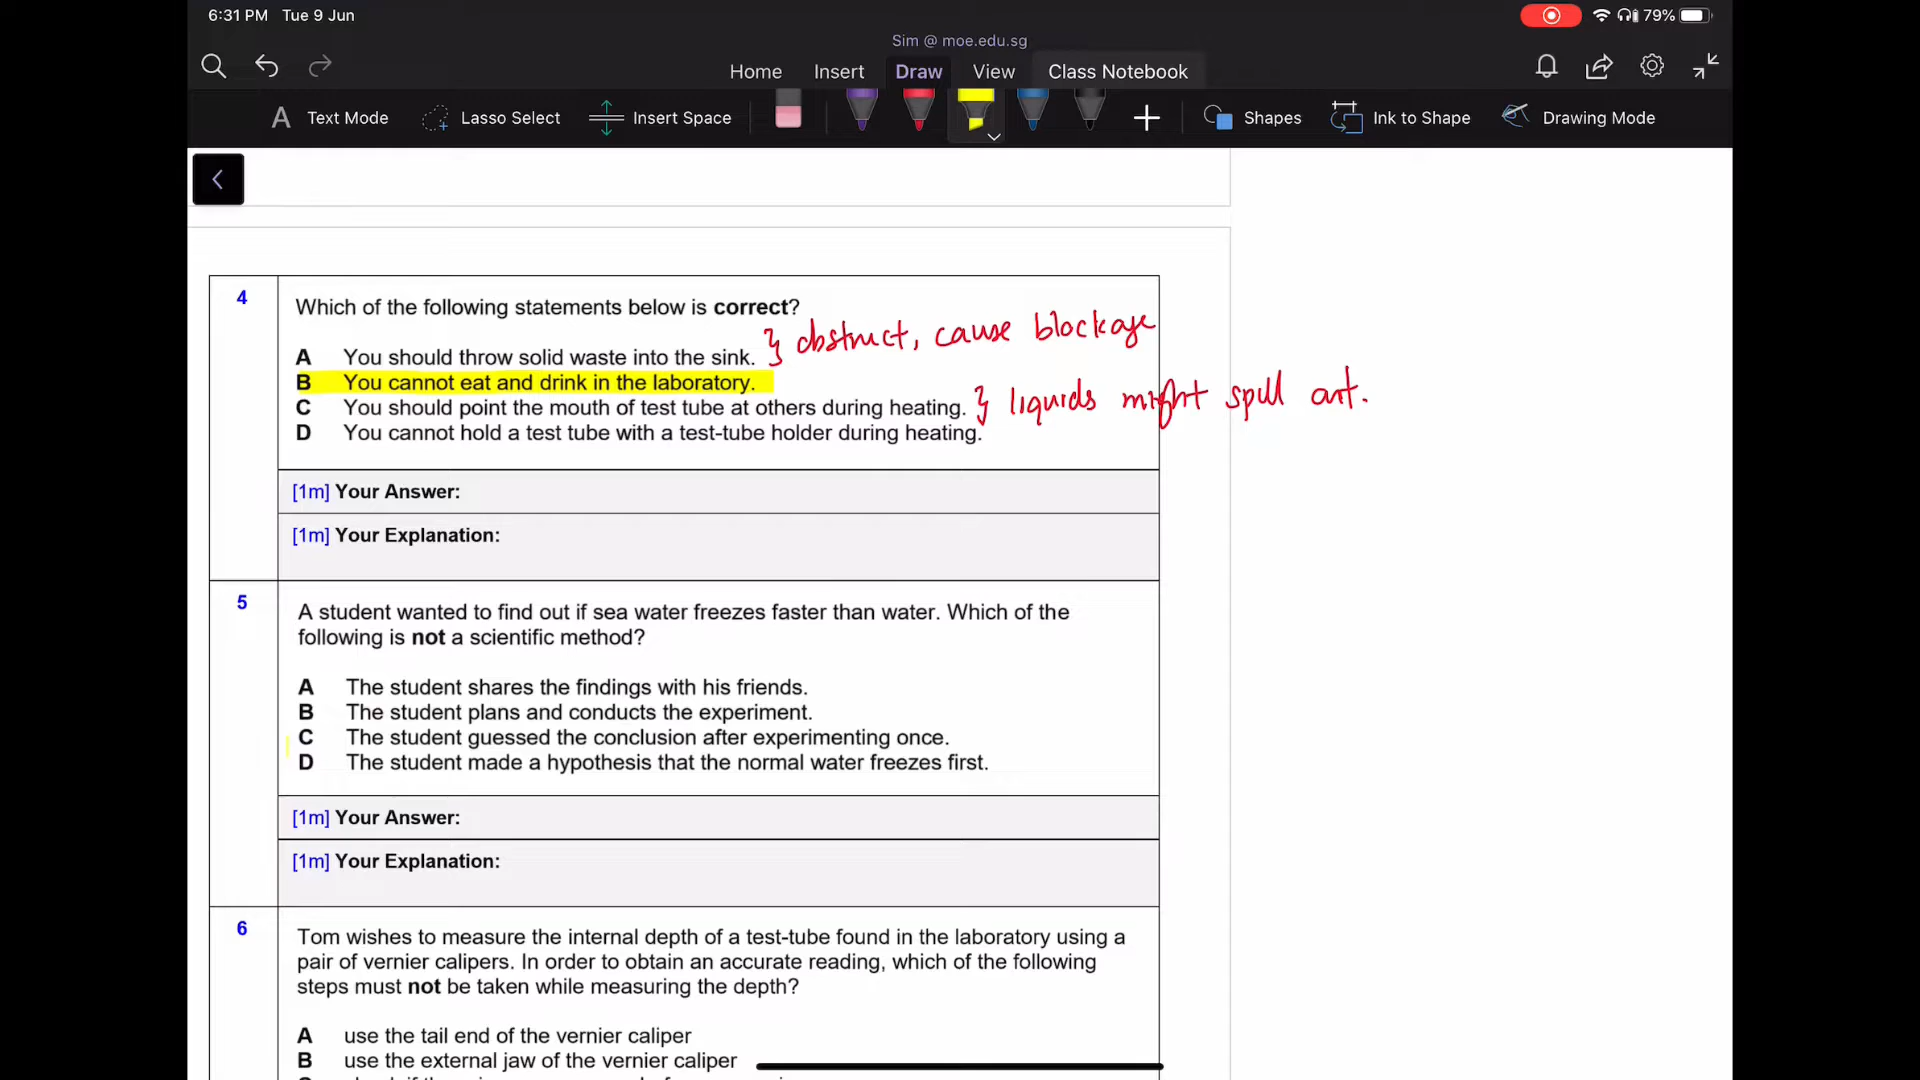 6:31 PM Tue 9 Jun
79%
Sim @ moe.edu.sg
Home Insert Draw View Class Notebook
A Text Mode Lasso Select Insert Space Shapes Ink to Shape Drawing Mode
4
Which of the following statements below is correct?
A You should throw solid waste into the sink. } obstruct, cause blockage
B You cannot eat and drink in the laboratory.
C You should point the mouth of test tube at others during heating. } liquids might spill out.
D You cannot hold a test tube with a test-tube holder during heating.
[1m] Your Answer:
[1m] Your Explanation:
5
A student wanted to find out if sea water freezes faster than water. Which of the
following is not a scientific method?
A The student shares the findings with his friends.
B The student plans and conducts the experiment.
C The student guessed the conclusion after experimenting once.
D The student made a hypothesis that the normal water freezes first.
[1m] Your Answer:
[1m] Your Explanation:
6
Tom wishes to measure the internal depth of a test-tube found in the laboratory using a
pair of vernier calipers. In order to obtain an accurate reading, which of the following
steps must not be taken while measuring the depth?
A use the tail end of the vernier caliper
B use the external jaw of the vernier caliper